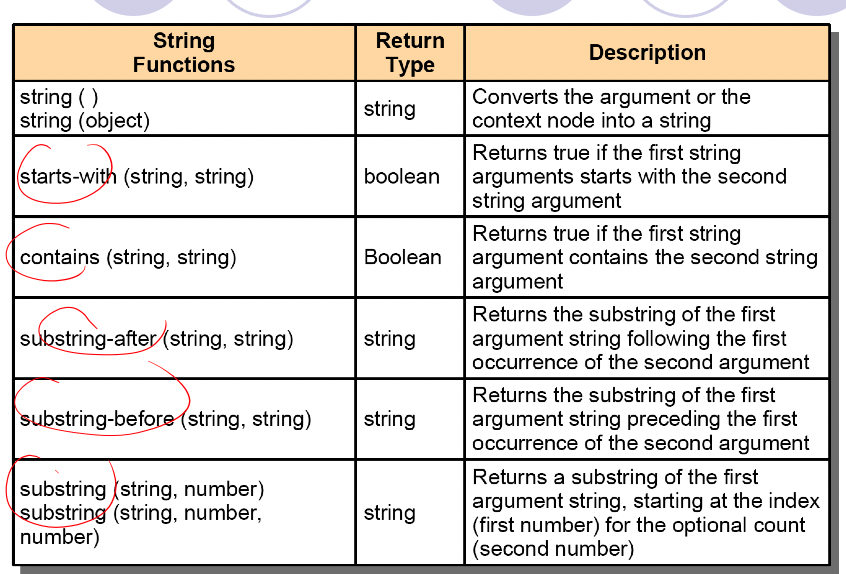 String
Functions
Return
Type
Description
string ( )
string (object)
string
Converts the argument or the
context node into a string
starts-with (string, string)
boolean
Returns true if the first string
arguments starts with the second
string argument
contains (string, string)
Boolean
Returns true if the first string
argument contains the second string
argument
substring-after (string, string)
string
Returns the substring of the first
argument string following the first
occurrence of the second argument
substring-before (string, string)
string
Returns the substring of the first
argument string preceding the first
occurrence of the second argument
substring (string, number)
substring (string, number,
number)
string
Returns a substring of the first
argument string, starting at the index
(first number) for the optional count
(second number)